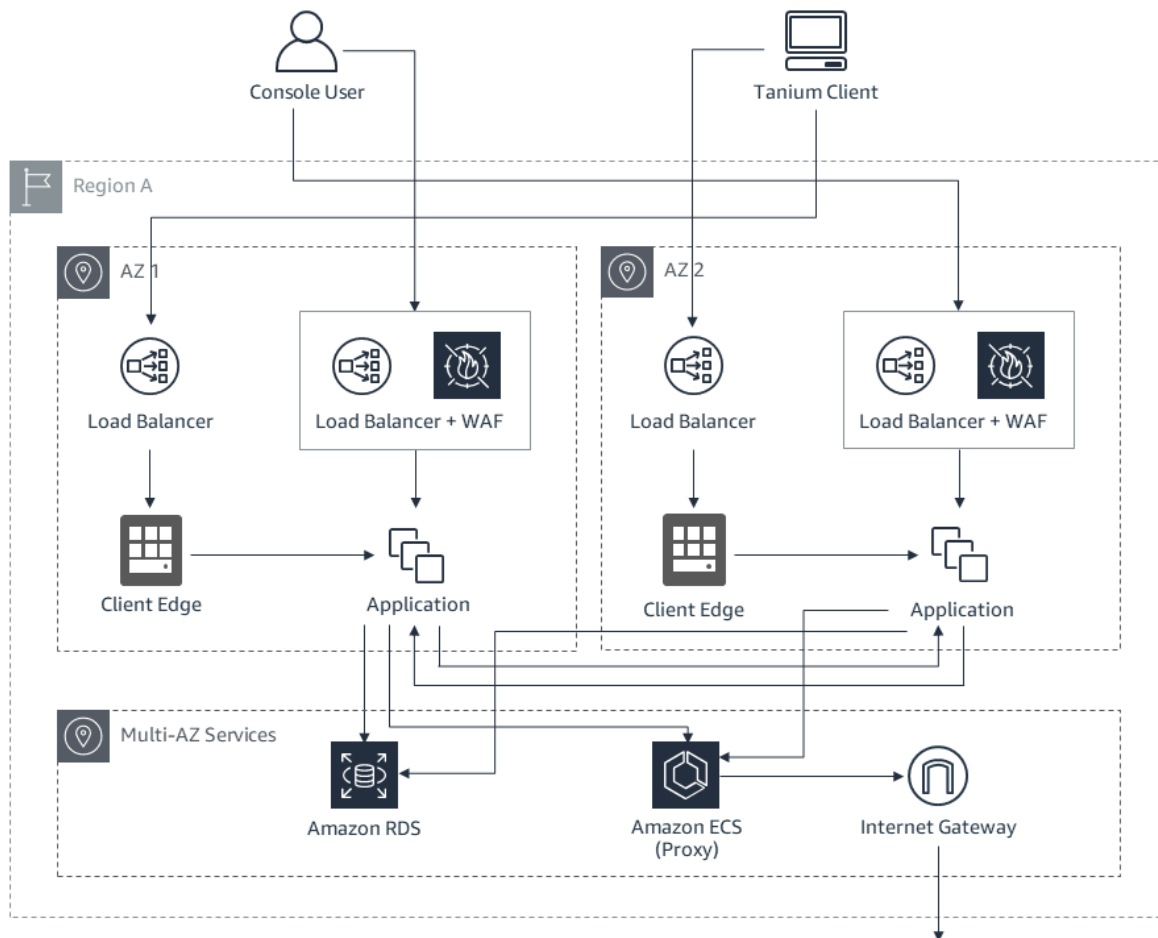 Console User
Tanium Client
Region A
AZ 1
AZ 2
Load Balancer
Load Balancer + WAF
Load Balancer
Load Balancer + WAF
Client Edge
Application
Client Edge
Application
Multi-AZ Services
Amazon RDS
Amazon ECS
(Proxy)
Internet Gateway